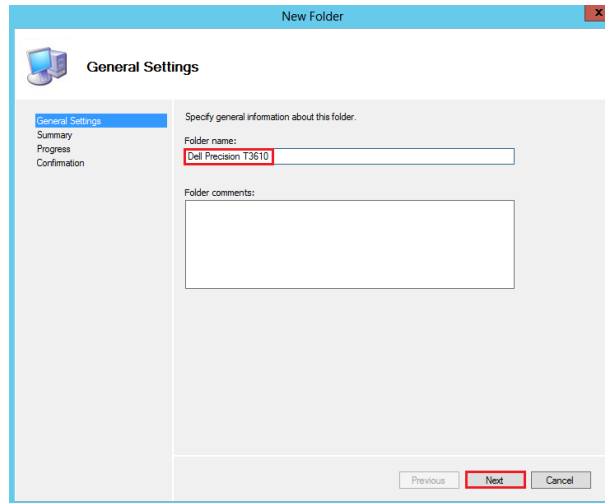 New Folder
x
General Settings
General Settings
Summary
Progress
Confirmation
Specify general information about this folder.
Folder name:
Dell Precision T3610
Folder comments:
Previous
Next
Cancel